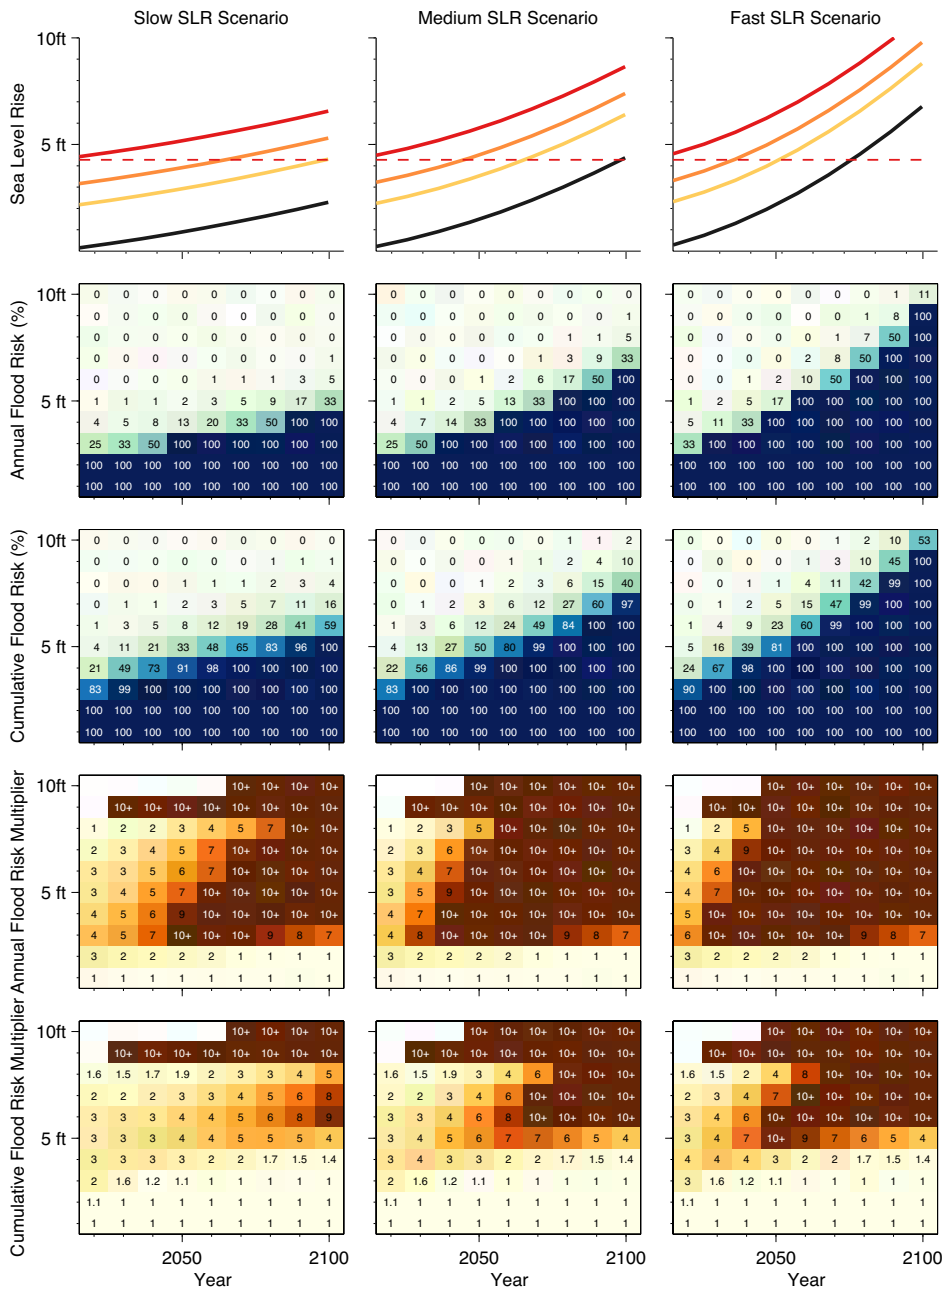 Slow SLR Scenario Medium SLR Scenario Fast SLR Scenario
Sea Level Rise
10ft
5 ft
Annual Flood Risk (%)
10ft 0 0 0 0 0 0 0 0 0 0 0 0 0 0 0 0 0 0 0 0 0 0 0 0 0 1 11
0 0 0 0 0 0 0 0 0 0 0 0 0 0 0 0 0 1 0 0 0 0 0 0 1 8 100
0 0 0 0 0 0 0 0 0 0 0 0 0 0 0 1 1 5 0 0 0 0 0 1 7 50 100
0 0 0 0 0 0 0 0 1 0 0 0 0 0 1 3 9 33 0 0 0 0 2 8 50 100 100
0 0 0 0 1 1 1 3 5 0 0 0 1 2 6 17 50 100 0 0 1 2 10 50 100 100 100
5 ft 1 1 1 2 3 5 9 17 33 1 1 2 5 13 33 100 100 100 1 2 5 17 100 100 100 100 100
4 5 8 13 20 33 50 100 100 4 7 14 33 100 100 100 100 100 5 11 33 100 100 100 100 100 100
25 33 50 100 100 100 100 100 100 25 50 100 100 100 100 100 100 100 33 100 100 100 100 100 100 100 100
100 100 100 100 100 100 100 100 100 100 100 100 100 100 100 100 100 100 100 100 100 100 100 100 100 100 100
100 100 100 100 100 100 100 100 100 100 100 100 100 100 100 100 100 100 100 100 100 100 100 100 100 100 100
Cumulative Flood Risk (%)
10ft 0 0 0 0 0 0 0 0 0 0 0 0 0 0 0 1 1 2 0 0 0 0 0 1 2 10 53
0 0 0 0 0 0 0 1 1 1 0 0 0 0 0 1 1 2 4 10 0 0 0 0 1 3 10 45 100
0 0 0 0 1 1 2 3 4 0 0 0 1 2 3 6 15 40 0 0 1 1 4 11 42 99 100
0 1 1 2 3 5 7 11 16 0 1 2 3 6 12 27 60 97 0 1 2 5 15 47 99 100 100
1 3 5 8 12 19 28 41 59 1 3 6 12 24 49 84 100 100 1 4 9 23 60 99 100 100 100
5 ft 4 11 21 33 48 65 83 96 100 4 13 27 50 80 99 100 100 100 5 16 39 81 100 100 100 100 100
21 49 73 91 98 100 100 100 100 22 56 86 99 100 100 100 100 100 24 67 98 100 100 100 100 100 100
83 99 100 100 100 100 100 100 100 83 100 100 100 100 100 100 100 100 90 100 100 100 100 100 100 100 100
100 100 100 100 100 100 100 100 100 100 100 100 100 100 100 100 100 100 100 100 100 100 100 100 100 100 100
100 100 100 100 100 100 100 100 100 100 100 100 100 100 100 100 100 100 100 100 100 100 100 100 100 100 100
Annual Flood Risk Multiplier
10ft 10+ 10+ 10+ 10+ 10+ 10+ 10+ 10+ 10+ 10+ 10+ 10+ 10+ 10+ 10+ 10+
10+ 10+ 10+ 10+ 10+ 10+ 10+ 10+ 10+ 10+ 10+ 10+ 10+ 10+ 10+ 10+ 10+ 10+ 10+ 10+ 10+ 10+ 10+ 10+
1 2 2 3 4 5 7 10+ 10+ 1 2 3 5 10+ 10+ 10+ 10+ 10+ 1 2 5 10+ 10+ 10+ 10+ 10+ 10+
2 3 4 5 7 10+ 10+ 10+ 10+ 2 3 4 7 10+ 10+ 10+ 10+ 10+ 3 4 9 10+ 10+ 10+ 10+ 10+ 10+
3 3 5 6 7 10+ 10+ 10+ 10+ 3 4 7 10+ 10+ 10+ 10+ 10+ 10+ 4 6 10+ 10+ 10+ 10+ 10+ 10+ 10+
5 ft 3 4 5 7 10+ 10+ 10+ 10+ 10+ 3 5 9 10+ 10+ 10+ 10+ 10+ 10+ 4 7 10+ 10+ 10+ 10+ 10+ 10+ 10+
4 5 6 9 10+ 10+ 10+ 10+ 10+ 4 7 10+ 10+ 10+ 10+ 10+ 10+ 10+ 5 10+ 10+ 10+ 10+ 10+ 10+ 10+ 10+
4 5 7 10+ 10+ 10+ 9 8 7 4 8 10+ 10+ 10+ 10+ 9 8 7 6 10+ 10+ 10+ 10+ 10+ 9 8 7
3 2 2 2 2 2 1 1 1 3 2 2 2 2 2 1 1 1 3 2 2 2 2 1 1 1 1
1 1 1 1 1 1 1 1 1 1 1 1 1 1 1 1 1 1 1 1 1 1 1 1 1 1 1
Cumulative Flood Risk Multiplier
10ft 10+ 10+ 10+ 10+ 10+ 10+ 10+ 10+ 10+ 10+ 10+ 10+ 10+ 10+ 10+ 10+
10+ 10+ 10+ 10+ 10+ 10+ 10+ 10+ 10+ 10+ 10+ 10+ 10+ 10+ 10+ 10+ 10+ 10+ 10+ 10+ 10+ 10+ 10+ 10+
1.6 1.5 1.7 1.9 2 3 3 4 5 1.6 1.5 1.9 3 4 6 10+ 10+ 10+ 1.6 1.5 2 4 8 10+ 10+ 10+ 10+
2 2 2 3 3 4 4 6 8 2 2 3 4 6 10+ 10+ 10+ 10+ 2 3 4 7 10+ 10+ 10+ 10+ 10+
3 3 3 4 4 5 6 8 9 3 3 4 6 8 10+ 10+ 10+ 10+ 3 4 6 10+ 10+ 10+ 10+ 10+ 10+
5 ft 3 3 3 4 4 5 5 5 4 3 4 5 6 7 7 6 5 4 3 4 7 10+ 9 7 6 5 4
3 3 3 3 2 2 1.7 1.5 1.4 3 4 3 3 2 2 1.7 1.5 1.4 4 4 4 3 2 2 1.7 1.5 1.4
2 1.6 1.2 1.1 1 1 1 1 1 2 1.6 1.2 1.1 1 1 1 1 1 3 1.6 1.2 1.1 1 1 1 1 1
1.1 1 1 1 1 1 1 1 1 1.1 1 1 1 1 1 1 1 1 1.1 1 1 1 1 1 1 1 1
1 1 1 1 1 1 1 1 1 1 1 1 1 1 1 1 1 1 1 1 1 1 1 1 1 1 1
2050 2100 2050 2100 2050 2100
Year Year Year